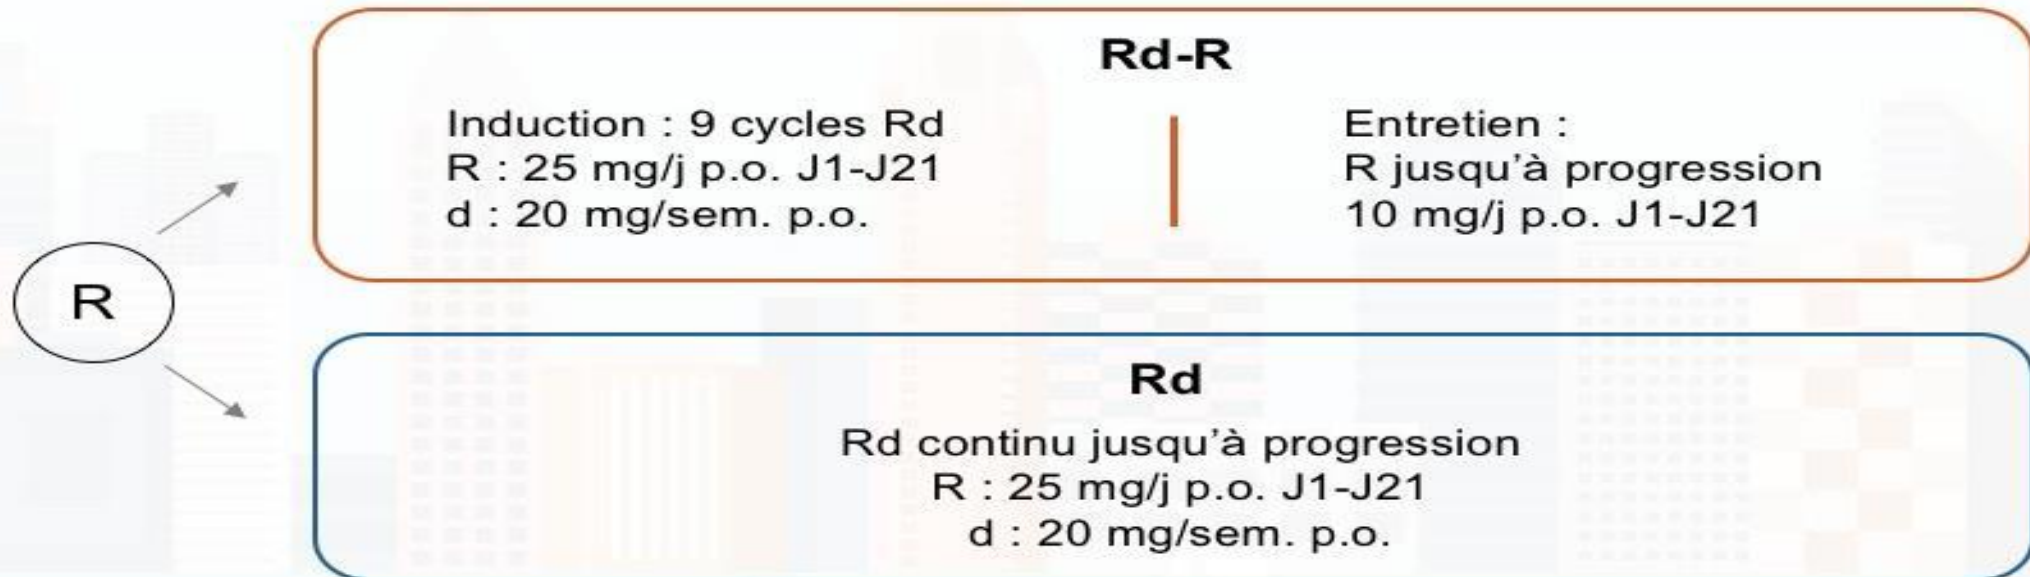 Rd-R
Induction : 9 cycles Rd
R : 25 mg/j p.o. J1-J21
d : 20 mg/sem. p.o.
Entretien :
R jusqu’à progression
10 mg/j p.o. J1-J21
R
Rd
Rd continu jusqu’à progression
R : 25 mg/j p.o. J1-J21
d : 20 mg/sem. p.o.